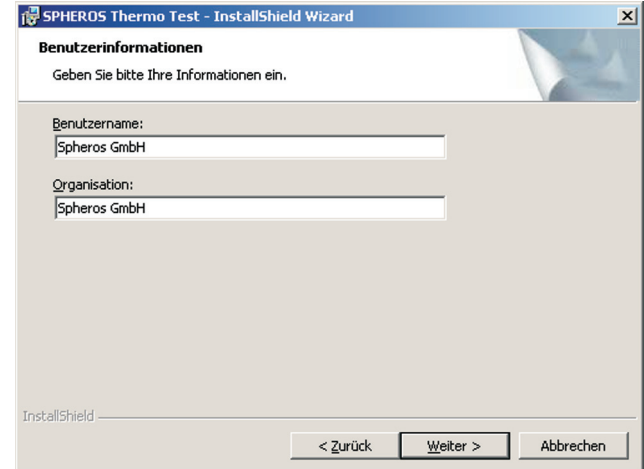 SPHEROS Thermo Test - InstallShield Wizard
Benutzerinformationen
Geben Sie bitte Ihre Informationen ein.
Benutzername:
Spheros GmbH
Organisation:
Spheros GmbH
InstallShield
< Zurück Weiter > Abbrechen